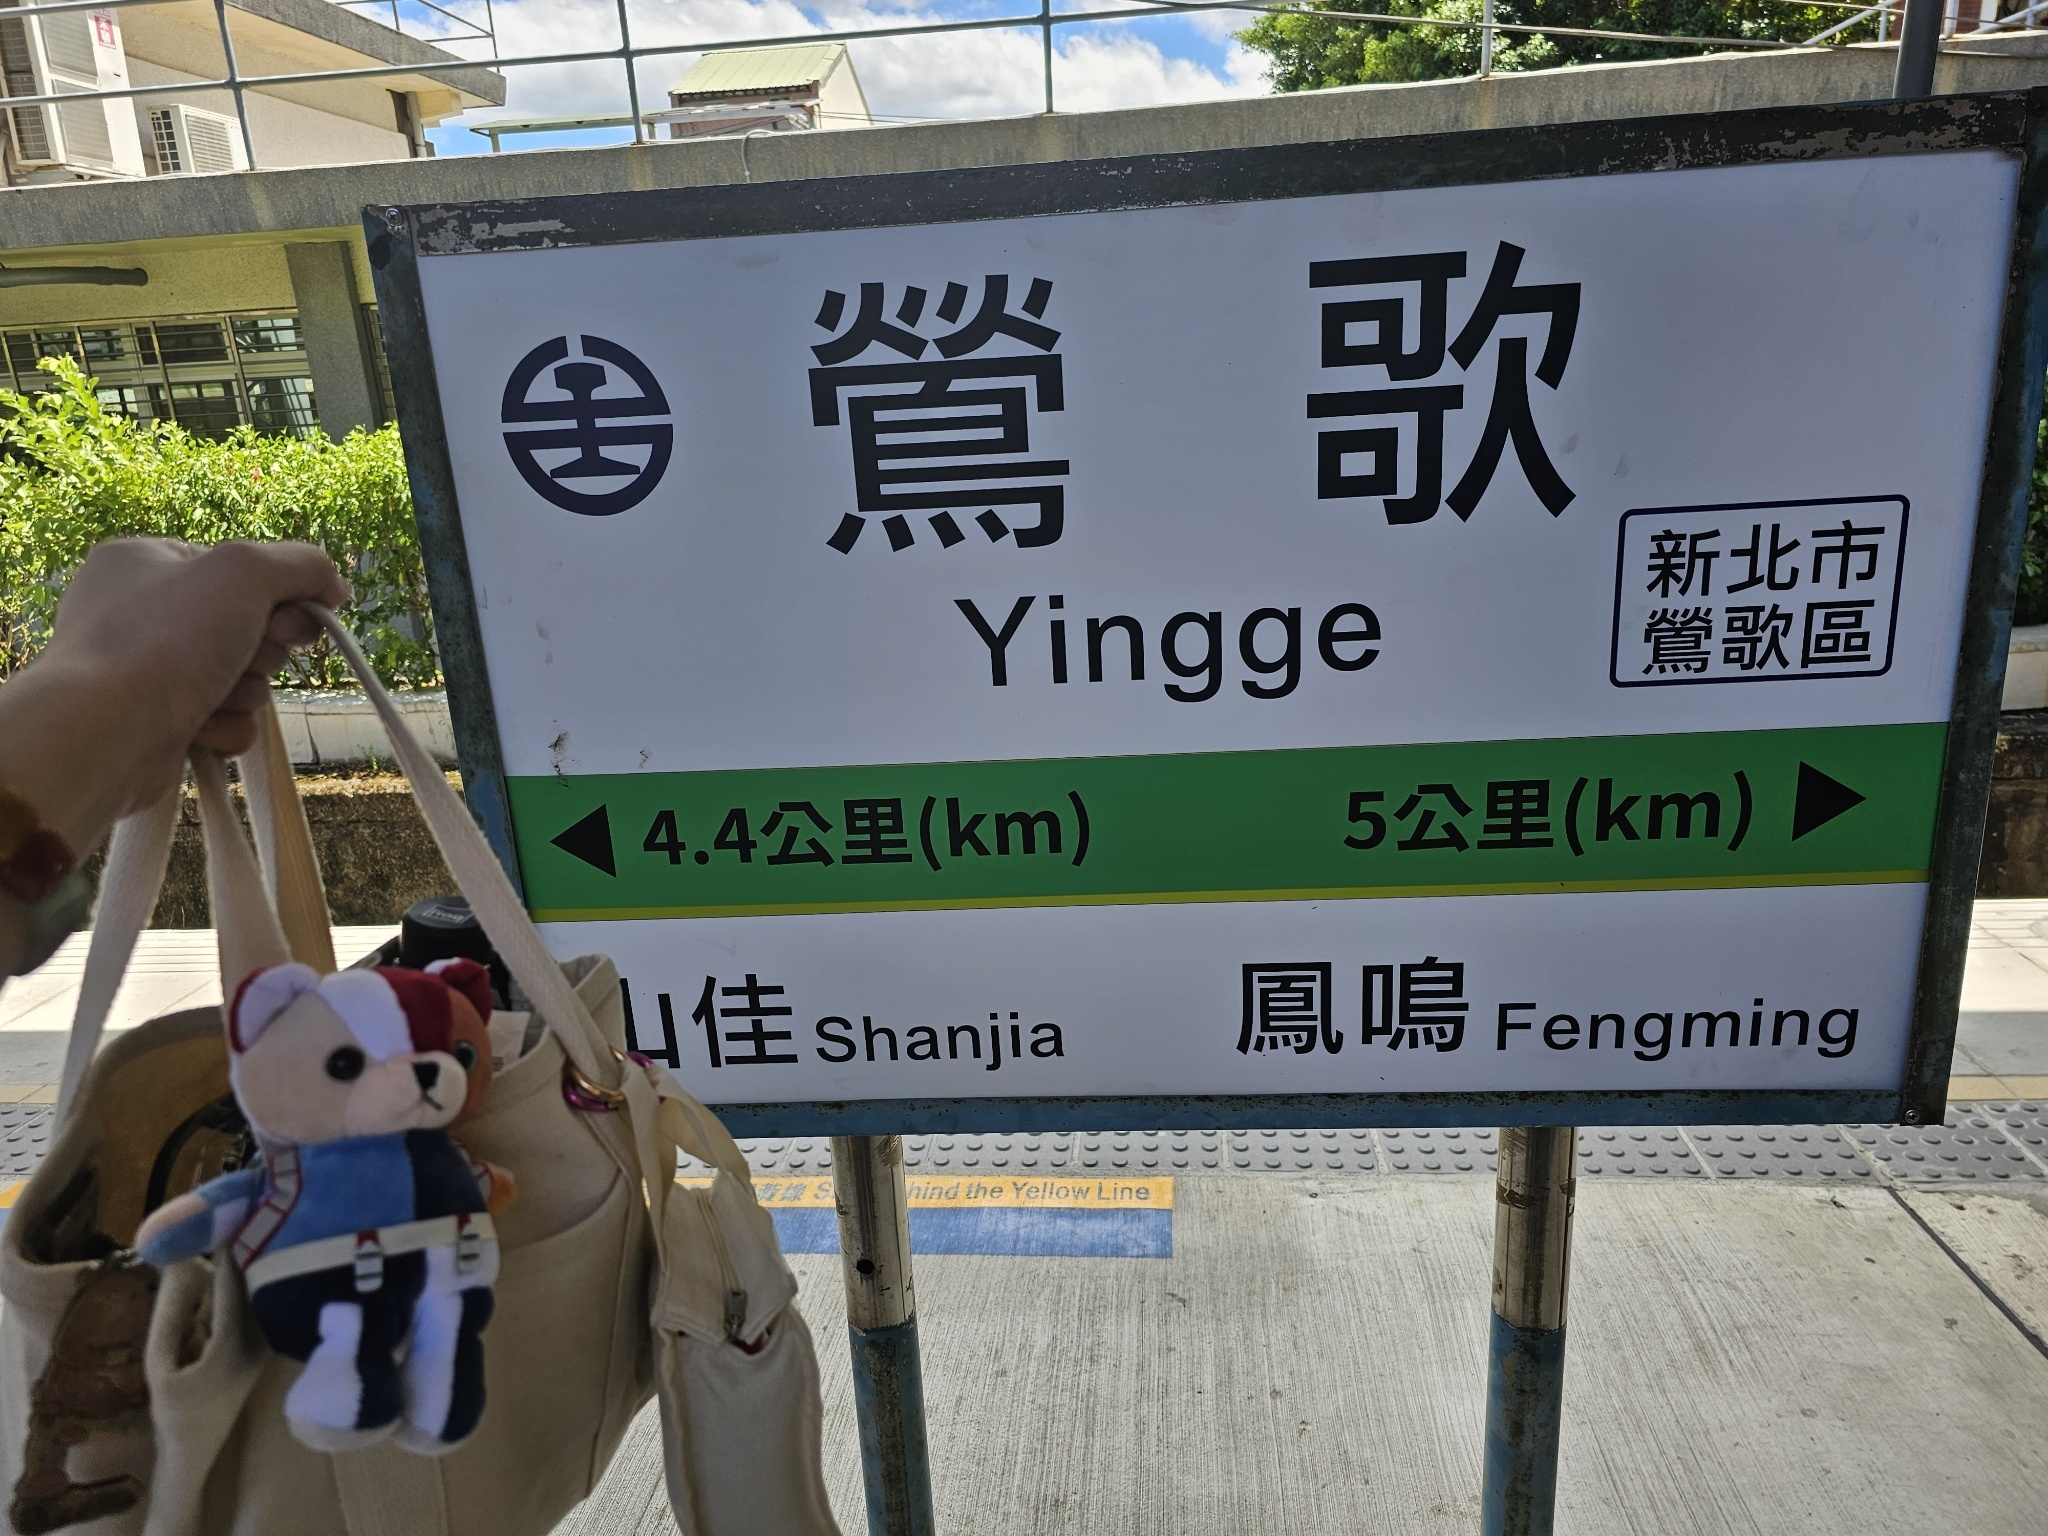 鶯歌
Yingge
新北市
鶯歌區
4.4公里(km)
5公里(km)
山佳 Shanjia
鳳鳴 Fengming
the Yellow Line